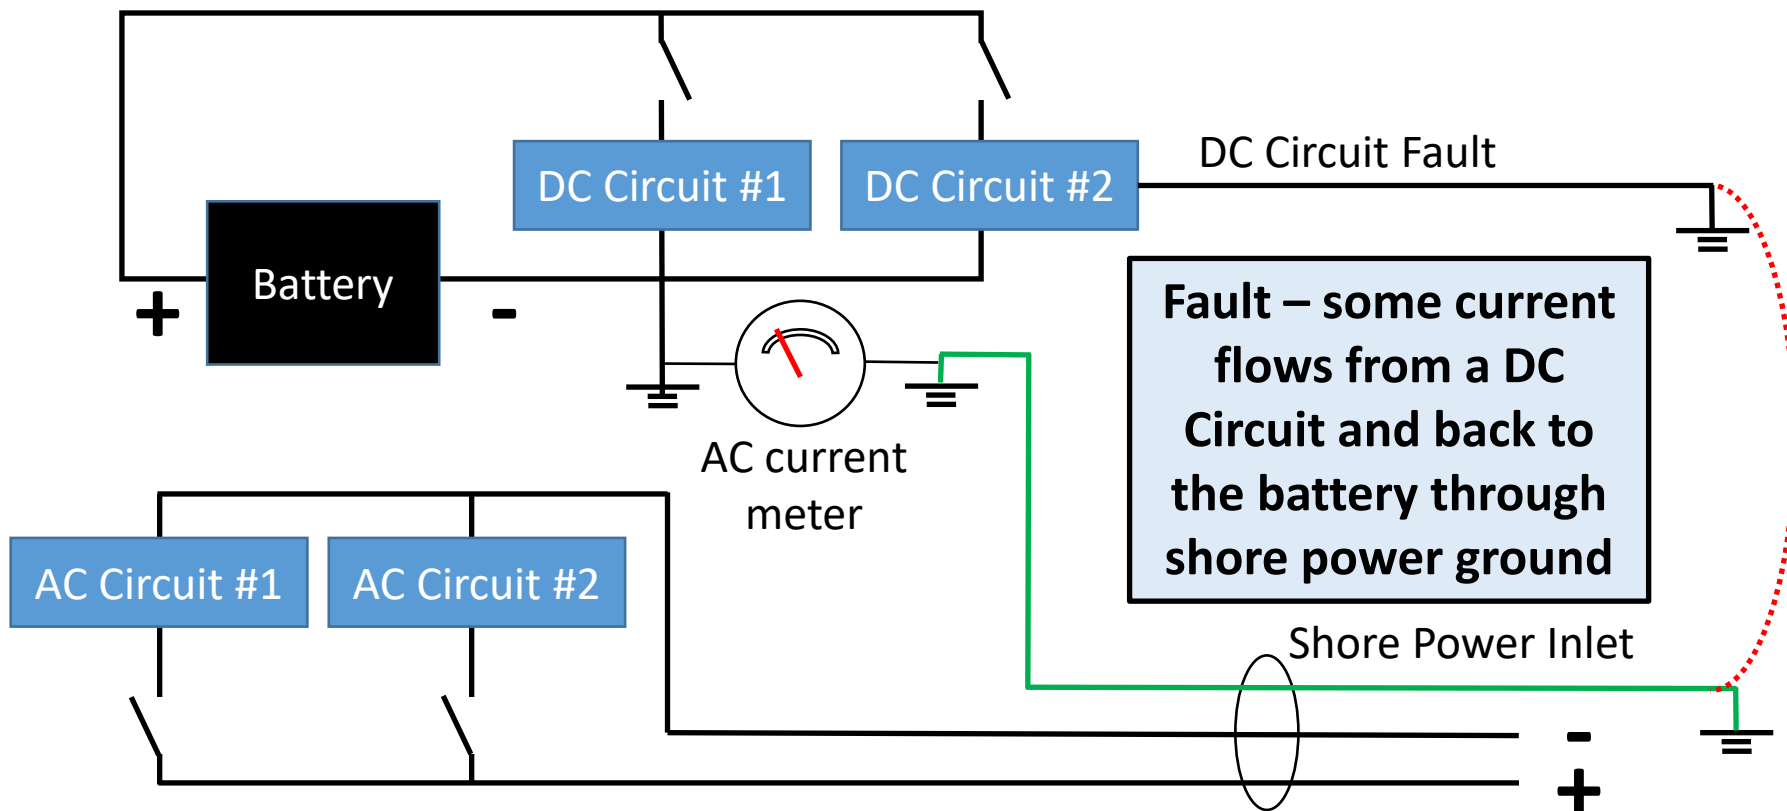 DC Circuit #1
DC Circuit #2
DC Circuit Fault
Battery
+
-
Fault – some current
flows from a DC
Circuit and back to
the battery through
shore power ground
AC current
meter
AC Circuit #1
AC Circuit #2
Shore Power Inlet
-
+